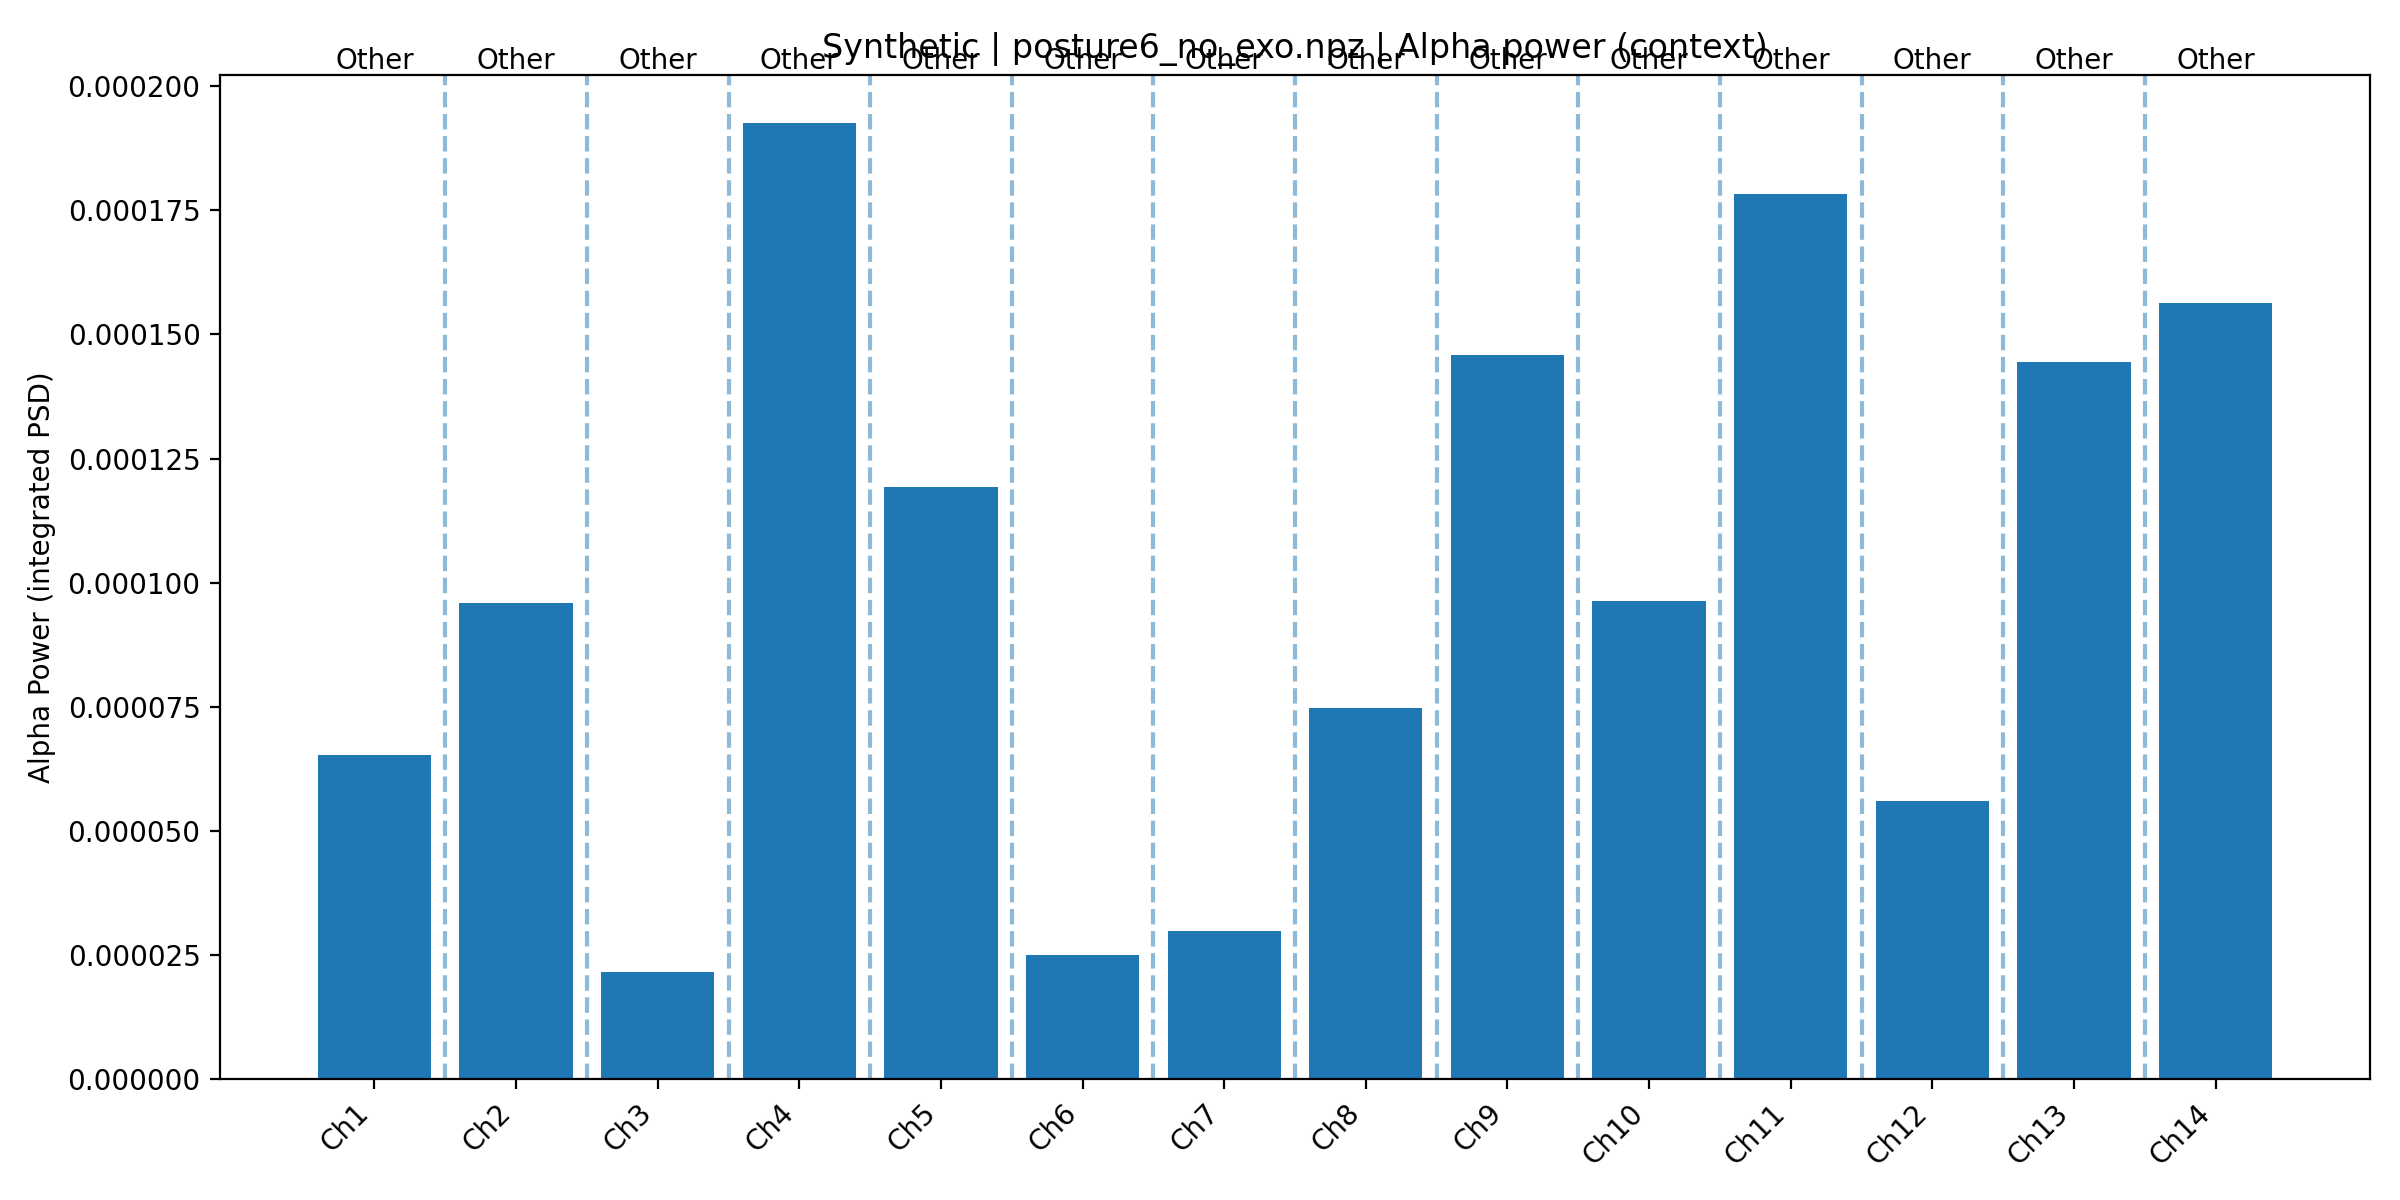 Synthetic | posture6_no_exo.npz | Alpha power (context)
Other Other Other Other Other Other Other Other Other Other Other Other Other Other
0.000200
0.000175
0.000150
0.000125
0.000100
0.000075
0.000050
0.000025
0.000000
Alpha Power (integrated PSD)
Ch1 Ch2 Ch3 Ch4 Ch5 Ch6 Ch7 Ch8 Ch9 Ch10 Ch11 Ch12 Ch13 Ch14